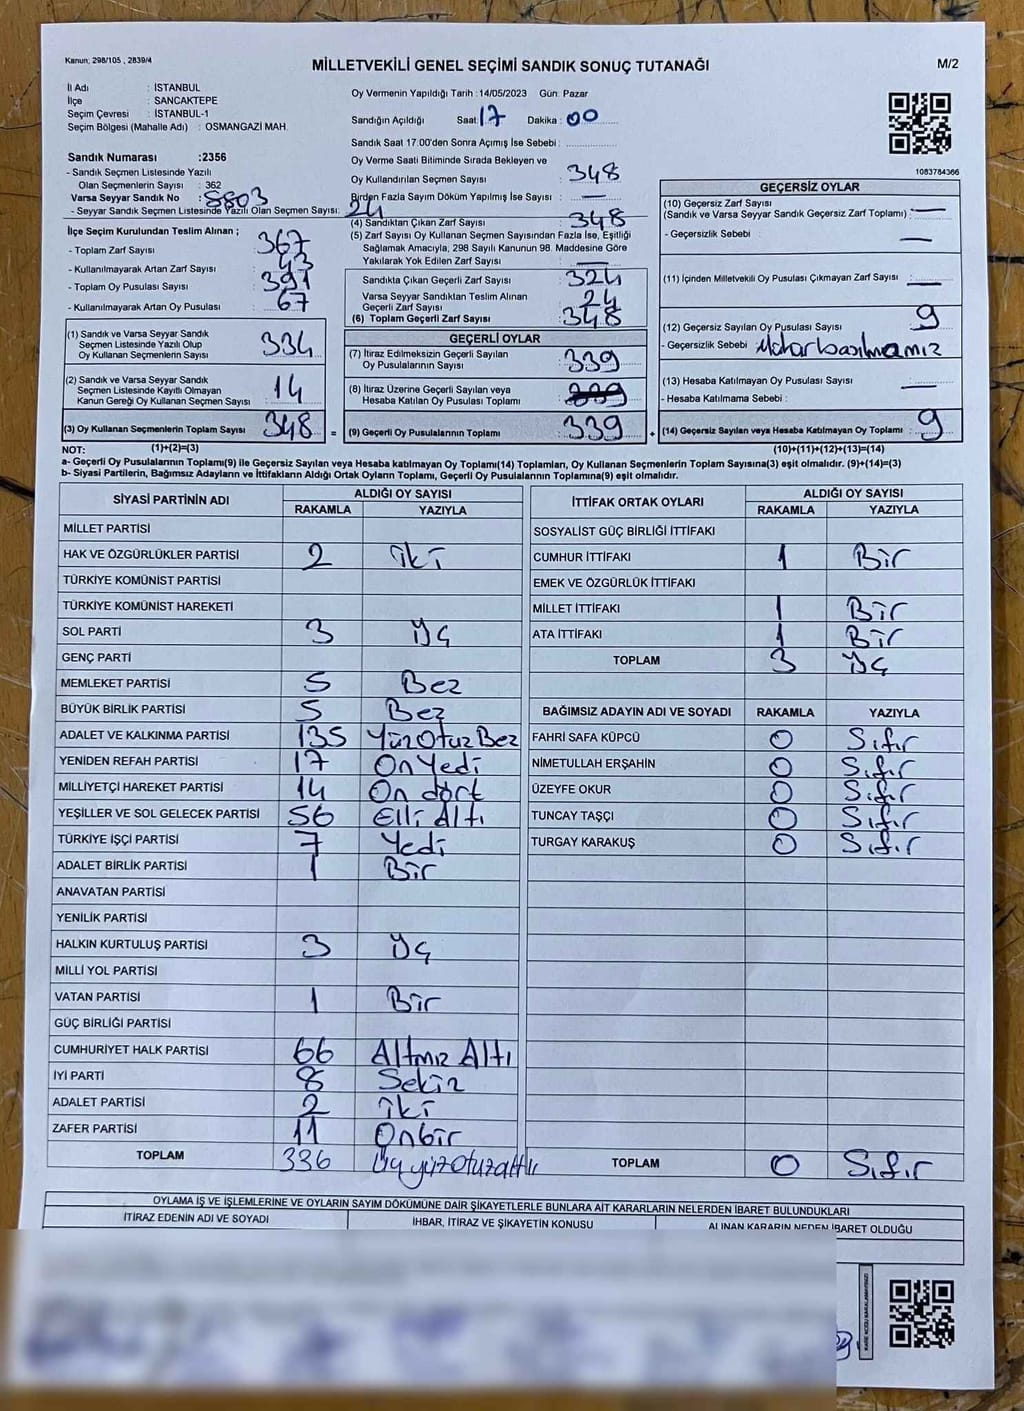 Kanun; 298/105 , 2839/4
MİLLETVEKİLİ GENEL SEÇİMİ SANDIK SONUÇ TUTANAĞI
M/2
İl Adı : İSTANBUL
İlçe : SANCAKTEPE
Seçim Çevresi : İSTANBUL-1
Seçim Bölgesi (Mahalle Adı) : OSMANGAZİ MAH.
Sandık Numarası :2356
- Sandık Seçmen Listesinde Yazılı
Olan Seçmenlerin Sayısı : 362
Varsa Seyyar Sandık No : 8803
- Seyyar Sandık Seçmen Listesinde Yazılı Olan Seçmen Sayısı: 24
İlçe Seçim Kurulundan Teslim Alınan ;
- Toplam Zarf Sayısı 367
- Kullanılmayarak Artan Zarf Sayısı 43
- Toplam Oy Pusulası Sayısı 391
- Kullanılmayarak Artan Oy Pusulası 67
Oy Vermenin Yapıldığı Tarih :14/05/2023 Gün: Pazar
Sandığın Açıldığı Saat: 17 Dakika : 00
Sandık Saat 17:00'den Sonra Açımış İse Sebebi :
Oy Verme Saati Bitiminde Sırada Bekleyen ve
Oy Kullandırılan Seçmen Sayısı 348
Birden Fazla Sayım Döküm Yapılmış İse Sayısı : —
(4) Sandıktan Çıkan Zarf Sayısı 348
(5) Zarf Sayısı Oy Kullanan Seçmen Sayısından Fazla İse, Eşitliği
Sağlamak Amacıyla, 298 Sayılı Kanunun 98. Maddesine Göre
Yakılarak Yok Edilen Zarf Sayısı —
Sandıkta Çıkan Geçerli Zarf Sayısı 324
Varsa Seyyar Sandıktan Teslim Alınan
Geçerli Zarf Sayısı 24
(6) Toplam Geçerli Zarf Sayısı 348
1083784366
GEÇERSİZ OYLAR
(10) Geçersiz Zarf Sayısı
(Sandık ve Varsa Seyyar Sandık Geçersiz Zarf Toplamı) : —
- Geçersizlik Sebebi : —
(11) İçinden Milletvekili Oy Pusulası Çıkmayan Zarf Sayısı : —
(12) Geçersiz Sayılan Oy Pusulası Sayısı 9
- Geçersizlik Sebebi : Mühür basılmamız
(13) Hesaba Katılmayan Oy Pusulası Sayısı —
- Hesaba Katılmama Sebebi :
(14) Geçersiz Sayılan veya Hesaba Katılmayan Oy Toplamı : 9
(1) Sandık ve Varsa Seyyar Sandık
Seçmen Listesinde Yazılı Olup
Oy Kullanan Seçmenlerin Sayısı 334
(2) Sandık ve Varsa Seyyar Sandık
Seçmen Listesinde Kayıtlı Olmayan
Kanun Gereği Oy Kullanan Seçmen Sayısı 14
(3) Oy Kullanan Seçmenlerin Toplam Sayısı 348 =
GEÇERLİ OYLAR
(7) İtiraz Edilmeksizin Geçerli Sayılan
Oy Pusulalarının Sayısı 339
(8) İtiraz Üzerine Geçerli Sayılan veya
Hesaba Katılan Oy Pusulası Toplamı
(9) Geçerli Oy Pusulalarının Toplamı 339 +
NOT: (1)+(2)=(3) (10)+(11)+(12)+(13)=(14)
a- Geçerli Oy Pusulalarının Toplamı(9) ile Geçersiz Sayılan veya Hesaba katılmayan Oy Toplamı(14) Toplamları, Oy Kullanan Seçmenlerin Toplam Sayısına(3) eşit olmalıdır. (9)+(14)=(3)
b- Siyasi Partilerin, Bağımsız Adayların ve İttifakların Aldığı Ortak Oyların Toplamı, Geçerli Oy Pusulalarının Toplamına(9) eşit olmalıdır.
SİYASİ PARTİNİN ADI ALDIĞI OY SAYISI
RAKAMLA YAZIYLA
MİLLET PARTİSİ
HAK VE ÖZGÜRLÜKLER PARTİSİ 2 iki
TÜRKİYE KOMÜNİST PARTİSİ
TÜRKİYE KOMÜNİST HAREKETİ
SOL PARTİ 3 Üç
GENÇ PARTİ
MEMLEKET PARTİSİ 5 Bez
BÜYÜK BİRLİK PARTİSİ 5 Bez
ADALET VE KALKINMA PARTİSİ 135 YüzOtuzBez
YENİDEN REFAH PARTİSİ 17 OnYedi
MİLLİYETÇİ HAREKET PARTİSİ 14 On dört
YEŞİLLER VE SOL GELECEK PARTİSİ 56 Elli Altı
TÜRKİYE İŞÇİ PARTİSİ 7 Yedi
ADALET BİRLİK PARTİSİ 1 Bir
ANAVATAN PARTİSİ
YENİLİK PARTİSİ
HALKIN KURTULUŞ PARTİSİ 3 Üç
MİLLİ YOL PARTİSİ
VATAN PARTİSİ 1 Bir
GÜÇ BİRLİĞİ PARTİSİ
CUMHURİYET HALK PARTİSİ 66 Altmız Altı
İYİ PARTİ 8 Sekiz
ADALET PARTİSİ 2 iki
ZAFER PARTİSİ 11 Onbir
TOPLAM 336 Üçyüzotuzaltı
İTTİFAK ORTAK OYLARI ALDIĞI OY SAYISI
RAKAMLA YAZIYLA
SOSYALİST GÜÇ BİRLİĞİ İTTİFAKI
CUMHUR İTTİFAKI 1 Bir
EMEK VE ÖZGÜRLÜK İTTİFAKI
MİLLET İTTİFAKI 1 Bir
ATA İTTİFAKI 1 Bir
TOPLAM 3 Üç
BAĞIMSIZ ADAYIN ADI VE SOYADI RAKAMLA YAZIYLA
FAHRİ SAFA KÜPCÜ 0 Sıfır
NİMETULLAH ERŞAHİN 0 Sıfır
ÜZEYFE OKUR 0 Sıfır
TUNCAY TAŞÇI 0 Sıfır
TURGAY KARAKUŞ 0 Sıfır
TOPLAM 0 Sıfır
OYLAMA İŞ VE İŞLEMLERİNE VE OYLARIN SAYIM DÖKÜMÜNE DAİR ŞİKAYETLERLE BUNLARA AİT KARARLARIN NELERDEN İBARET BULUNDUKLARI
İTİRAZ EDENİN ADI VE SOYADI İHBAR, İTİRAZ VE ŞİKAYETİN KONUSU ALINAN KARARIN NEDEN İBARET OLDUĞU